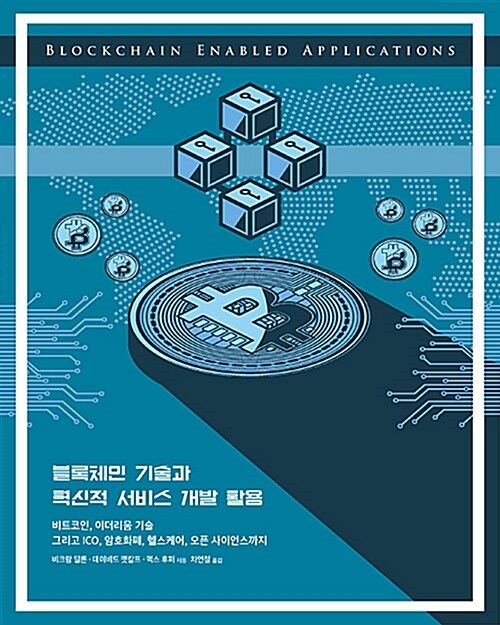 BLOCKCHAIN ENABLED APPLICATIONS
블록체인 기술과
혁신적 서비스 개발 활용
비트코인, 이더리움 기술
그리고 ICO, 암호화폐, 헬스케어, 오픈 사이언스까지
비크람 딜론 · 데이비드 멧칼프 · 맥스 후퍼 지음 차연철 옮김